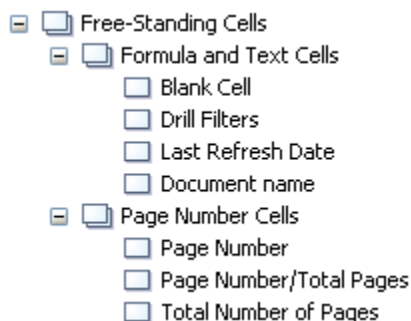 Free-Standing Cells
Formula and Text Cells
Blank Cell
Drill Filters
Last Refresh Date
Document name
Page Number Cells
Page Number
Page Number/Total Pages
Total Number of Pages